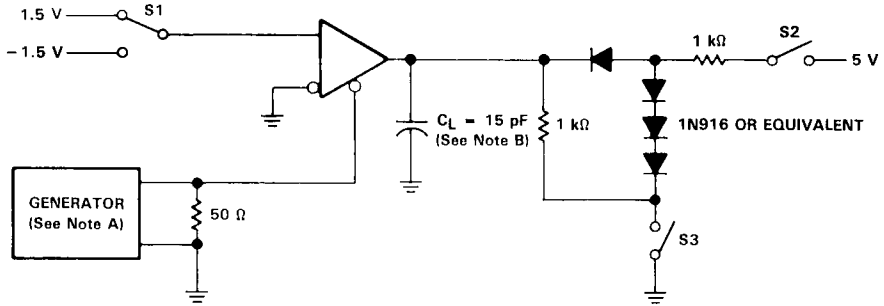 1.5 V
S1
−1.5 V
1 kΩ
S2
5 V
CL = 15 pF
(See Note B)
1 kΩ
1N916 OR EQUIVALENT
GENERATOR
(See Note A)
50 Ω
S3